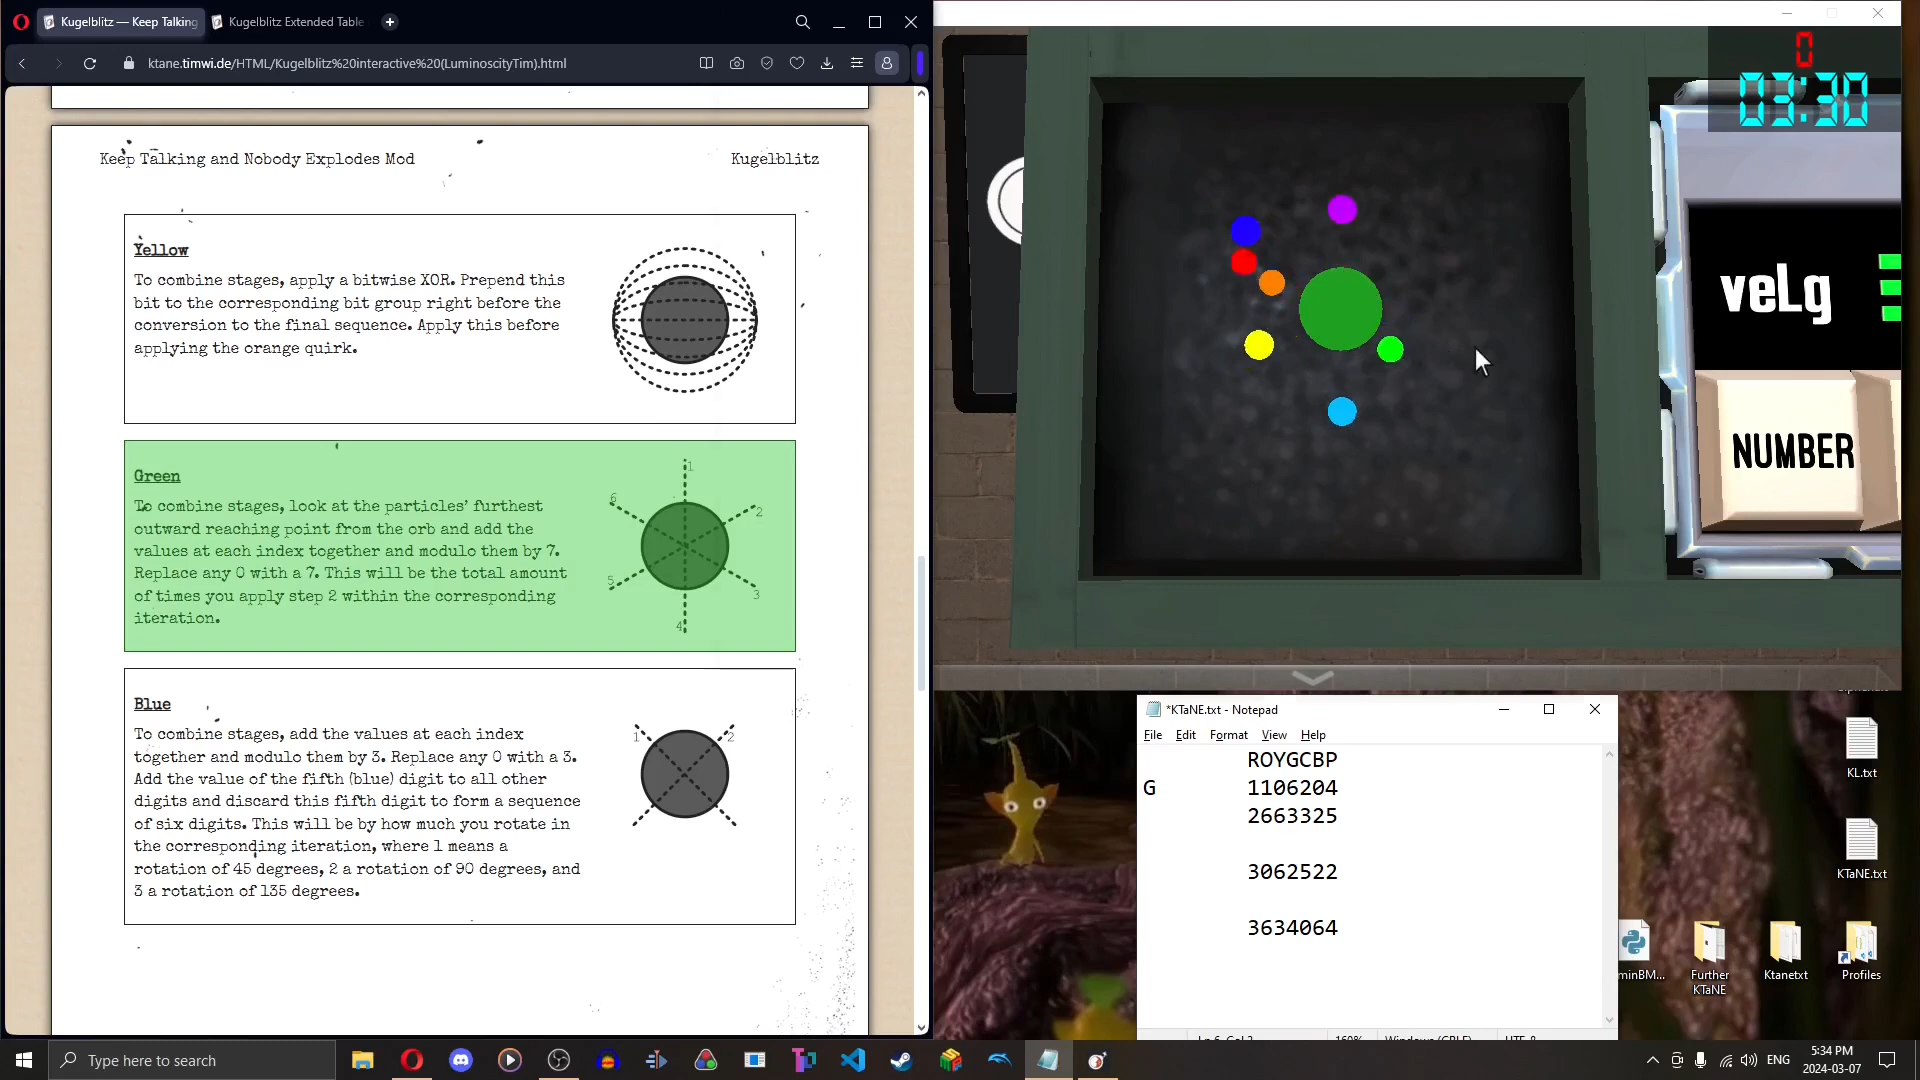 Kugelblitz — Keep Talking
Kugelblitz Extended Table
ktane.timwi.de/HTML/Kugelblitz%20interactive%20(LuminoscityTim).html
Keep Talking and Nobody Explodes Mod
Kugelblitz
Yellow
To combine stages, apply a bitwise XOR. Prepend this
bit to the corresponding bit group right before the
conversion to the final sequence. Apply this before
applying the orange quirk.
Green
To combine stages, look at the particles' furthest
outward reaching point from the orb and add the
values at each index together and modulo them by 7.
Replace any 0 with a 7. This will be the total amount
of times you apply step 2 within the corresponding
iteration.
1
2
3
4
5
6
Blue
To combine stages, add the values at each index
together and modulo them by 3. Replace any 0 with a 3.
Add the value of the fifth (blue) digit to all other
digits and discard this fifth digit to form a sequence
of six digits. This will be by how much you rotate in
the corresponding iteration, where 1 means a
rotation of 45 degrees, 2 a rotation of 90 degrees, and
3 a rotation of 135 degrees.
1
2
0
03:30
veLg
NUMBER
*KTaNE.txt - Notepad
File Edit Format View Help
ROYGCBP
G 1106204
2663325
3062522
3634064
KL.txt
KTaNE.txt
minBM...
Further
KTaNE
Ktanetxt
Profiles
Type here to search
ENG
5:34 PM
2024-03-07